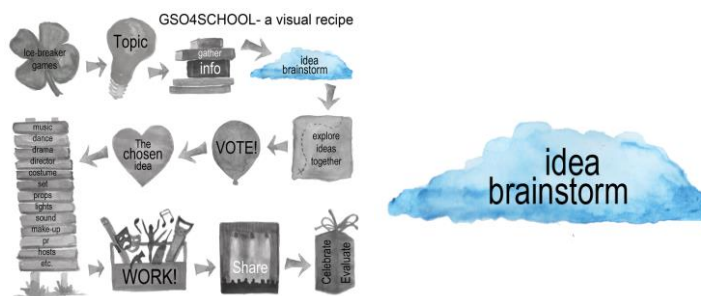 GSO4SCHOOL- a visual recipe
Ice-breaker
games
Topic
gather
info
idea
brainstorm
explore
ideas
together
VOTE!
The
chosen
idea
music
dance
drama
director
costume
set
props
lights
sound
make-up
pr
hosts
etc.
WORK!
Share
Celebrate
Evaluate
idea
brainstorm